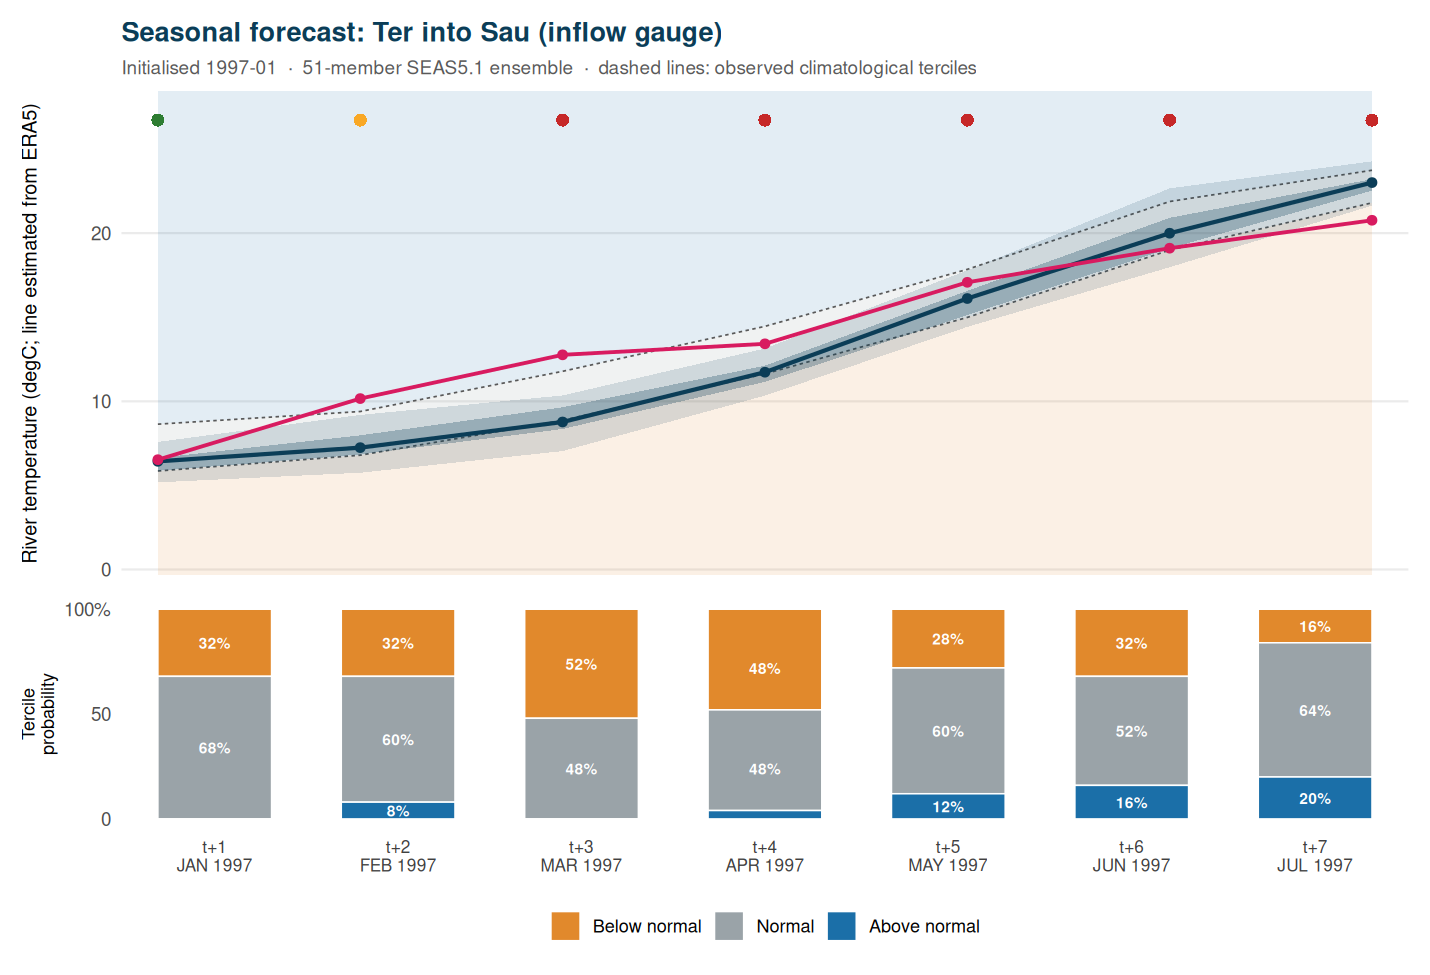 Seasonal forecast: Ter into Sau (inflow gauge)
Initialised 1997-01 · 51-member SEAS5.1 ensemble · dashed lines: observed climatological terciles
River temperature (degC; line estimated from ERA5)
20
10
0
Tercile
probability
100%
50
0
32%
68%
32%
60%
8%
52%
48%
48%
48%
28%
60%
12%
32%
52%
16%
16%
64%
20%
t+1
JAN 1997
t+2
FEB 1997
t+3
MAR 1997
t+4
APR 1997
t+5
MAY 1997
t+6
JUN 1997
t+7
JUL 1997
Below normal
Normal
Above normal